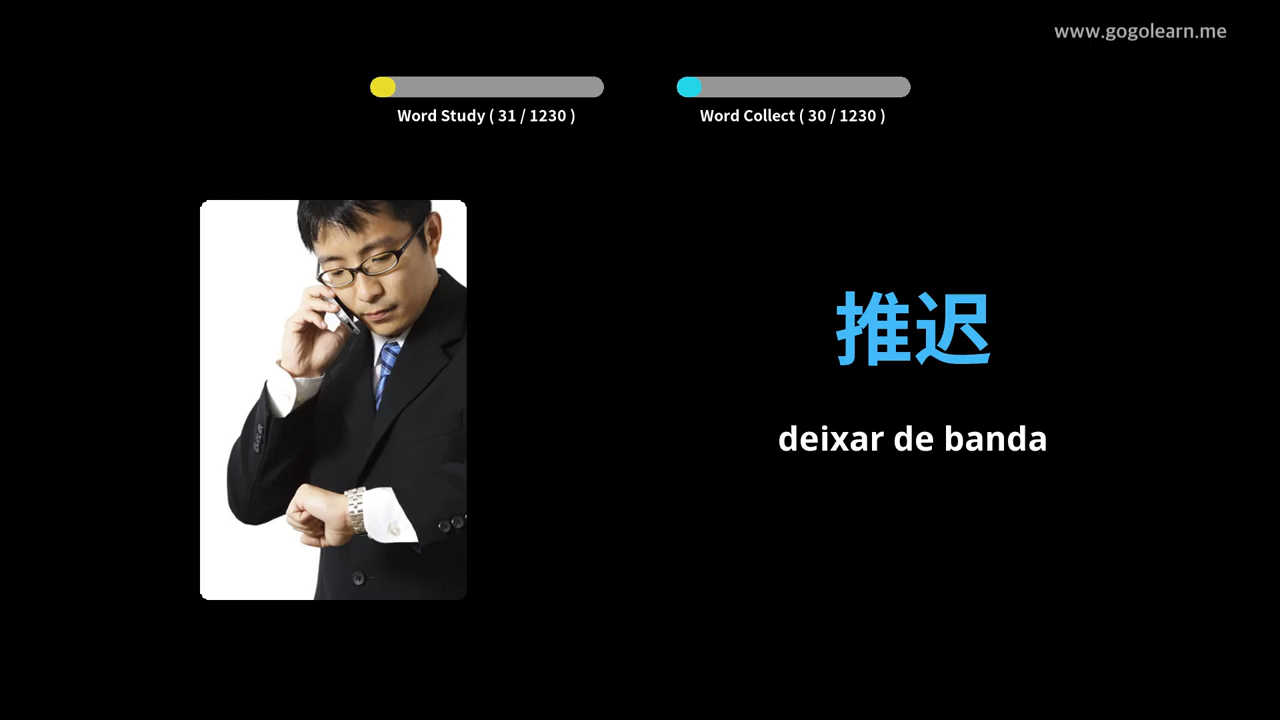 www.gogolearn.me
Word Study ( 31 / 1230 )
Word Collect ( 30 / 1230 )
推迟
deixar de banda